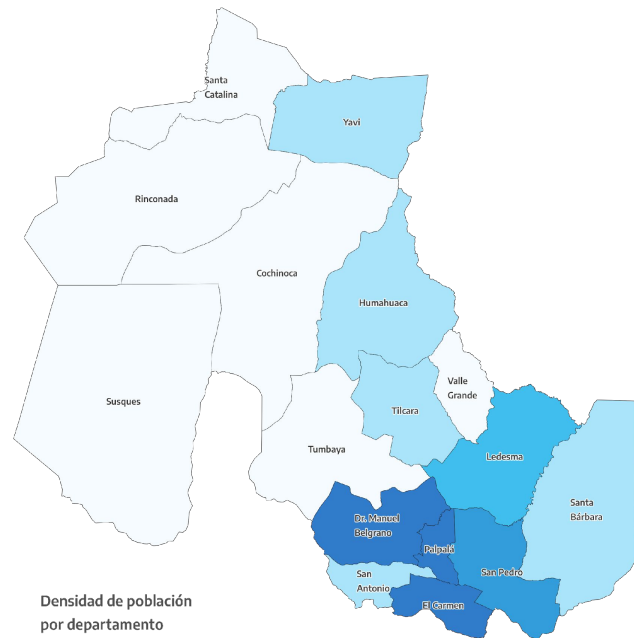 Santa
Catalina
Yavi
Rinconada
Cochinoca
Humahuaca
Valle
Grande
Susques
Tilcara
Tumbaya
Ledesma
Santa
Bárbara
Dr. Manuel
Belgrano
Palpalá
San Pedro
San
Antonio
El Carmen
Densidad de población
por departamento